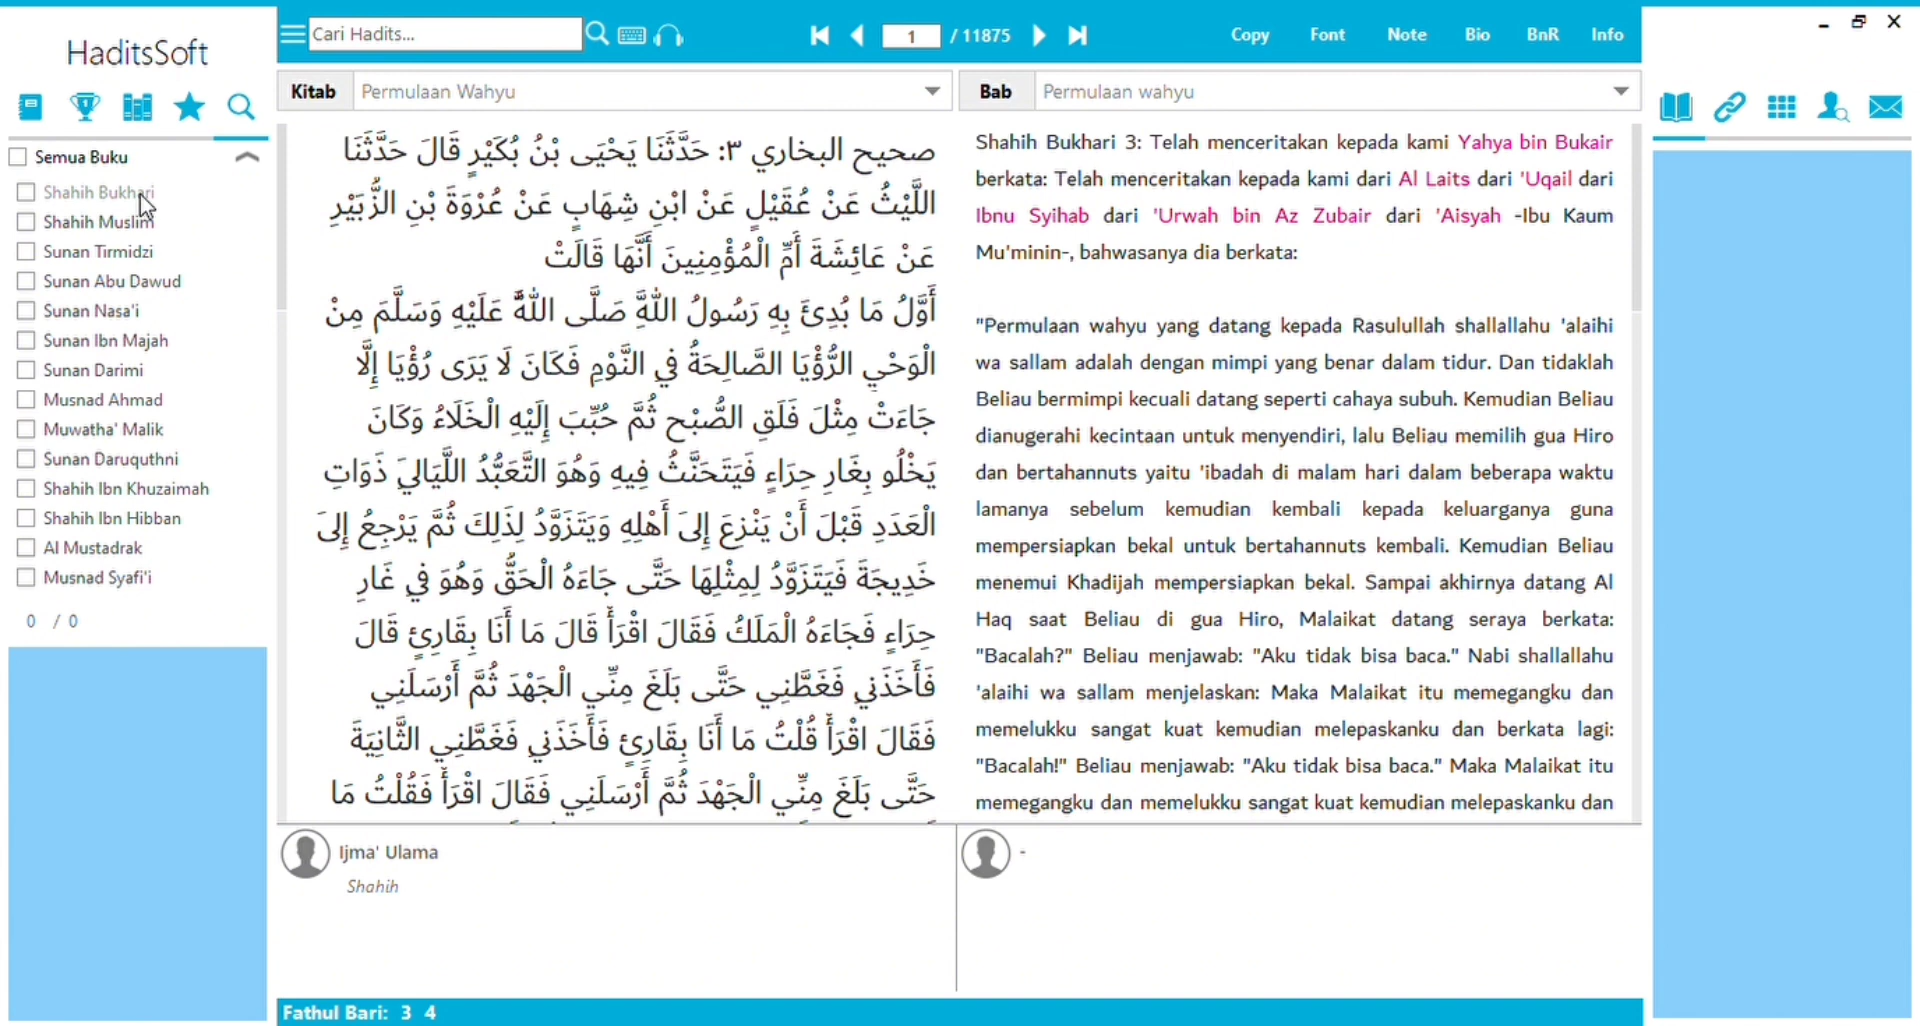 HaditsSoft
Semua Buku
Shahih Bukhari
Shahih Muslim
Sunan Tirmidzi
Sunan Abu Dawud
Sunan Nasa'i
Sunan Ibn Majah
Sunan Darimi
Musnad Ahmad
Muwatha' Malik
Sunan Daruquthni
Shahih Ibn Khuzaimah
Shahih Ibn Hibban
Al Mustadrak
Musnad Syafi'i
0 / 0
Cari Hadits...
1 / 11875
Copy Font Note Bio BnR Info
Kitab Permulaan Wahyu
Bab Permulaan wahyu
صحيح البخاري ٣: حَدَّثَنَا يَحْيَى بْنُ بُكَيْرٍ قَالَ حَدَّثَنَا
اللَّيْثُ عَنْ عُقَيْلٍ عَنْ ابْنِ شِهَابٍ عَنْ عُرْوَةَ بْنِ الزُّبَيْرِ
عَنْ عَائِشَةَ أُمِّ الْمُؤْمِنِينَ أَنَّهَا قَالَتْ
أَوَّلُ مَا بُدِئَ بِهِ رَسُولُ اللَّهِ صَلَّى اللَّهُ عَلَيْهِ وَسَلَّمَ مِنْ
الْوَحْيِ الرُّؤْيَا الصَّالِحَةُ فِي النَّوْمِ فَكَانَ لَا يَرَى رُؤْيَا إِلَّا
جَاءَتْ مِثْلَ فَلَقِ الصُّبْحِ ثُمَّ حُبِّبَ إِلَيْهِ الْخَلَاءُ وَكَانَ
يَخْلُو بِغَارِ حِرَاءٍ فَيَتَحَنَّثُ فِيهِ وَهُوَ التَّعَبُّدُ اللَّيَالِيَ ذَوَاتِ
الْعَدَدِ قَبْلَ أَنْ يَنْزِعَ إِلَى أَهْلِهِ وَيَتَزَوَّدُ لِذَلِكَ ثُمَّ يَرْجِعُ إِلَى
خَدِيجَةَ فَيَتَزَوَّدُ لِمِثْلِهَا حَتَّى جَاءَهُ الْحَقُّ وَهُوَ فِي غَارِ
حِرَاءٍ فَجَاءَهُ الْمَلَكُ فَقَالَ اقْرَأْ قَالَ مَا أَنَا بِقَارِئٍ قَالَ
فَأَخَذَنِي فَغَطَّنِي حَتَّى بَلَغَ مِنِّي الْجَهْدَ ثُمَّ أَرْسَلَنِي
فَقَالَ اقْرَأْ قُلْتُ مَا أَنَا بِقَارِئٍ فَأَخَذَنِي فَغَطَّنِي الثَّانِيَةَ
حَتَّى بَلَغَ مِنِّي الْجَهْدَ ثُمَّ أَرْسَلَنِي فَقَالَ اقْرَأْ فَقُلْتُ مَا
Shahih Bukhari 3: Telah menceritakan kepada kami Yahya bin Bukair
berkata: Telah menceritakan kepada kami dari Al Laits dari 'Uqail dari
Ibnu Syihab dari 'Urwah bin Az Zubair dari 'Aisyah -Ibu Kaum
Mu'minin-, bahwasanya dia berkata:
"Permulaan wahyu yang datang kepada Rasulullah shallallahu 'alaihi
wa sallam adalah dengan mimpi yang benar dalam tidur. Dan tidaklah
Beliau bermimpi kecuali datang seperti cahaya subuh. Kemudian Beliau
dianugerahi kecintaan untuk menyendiri, lalu Beliau memilih gua Hiro
dan bertahannuts yaitu 'ibadah di malam hari dalam beberapa waktu
lamanya sebelum kemudian kembali kepada keluarganya guna
mempersiapkan bekal untuk bertahannuts kembali. Kemudian Beliau
menemui Khadijah mempersiapkan bekal. Sampai akhirnya datang Al
Haq saat Beliau di gua Hiro, Malaikat datang seraya berkata:
"Bacalah?" Beliau menjawab: "Aku tidak bisa baca." Nabi shallallahu
'alaihi wa sallam menjelaskan: Maka Malaikat itu memegangku dan
memelukku sangat kuat kemudian melepaskanku dan berkata lagi:
"Bacalah!" Beliau menjawab: "Aku tidak bisa baca." Maka Malaikat itu
memegangku dan memelukku sangat kuat kemudian melepaskanku dan
Ijma' Ulama
Shahih
-
Fathul Bari: 3 4